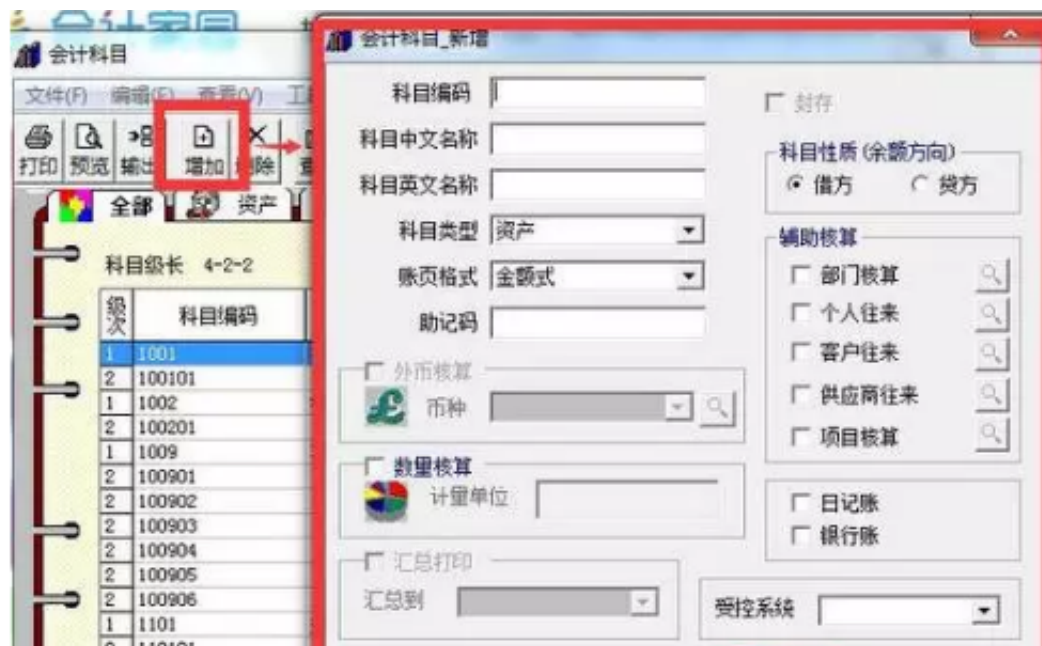 会计家园
会计科目
文件(F) 编辑(E) 查看(V)
打印 预览 输出 增加 删除
全部 资产
科目级长 4-2-2
级次 科目编码
1 1001
2 100101
1 1002
2 100201
1 1009
2 100901
2 100902
2 100903
2 100904
2 100905
2 100906
1 1101
会计科目_新增
科目编码
科目中文名称
科目英文名称
科目类型 资产
账页格式 金额式
助记码
外币核算
币种
数量核算
计量单位
汇总打印
汇总到
封存
科目性质(余额方向)
借方 贷方
辅助核算
部门核算
个人往来
客户往来
供应商往来
项目核算
日记账
银行账
受控系统